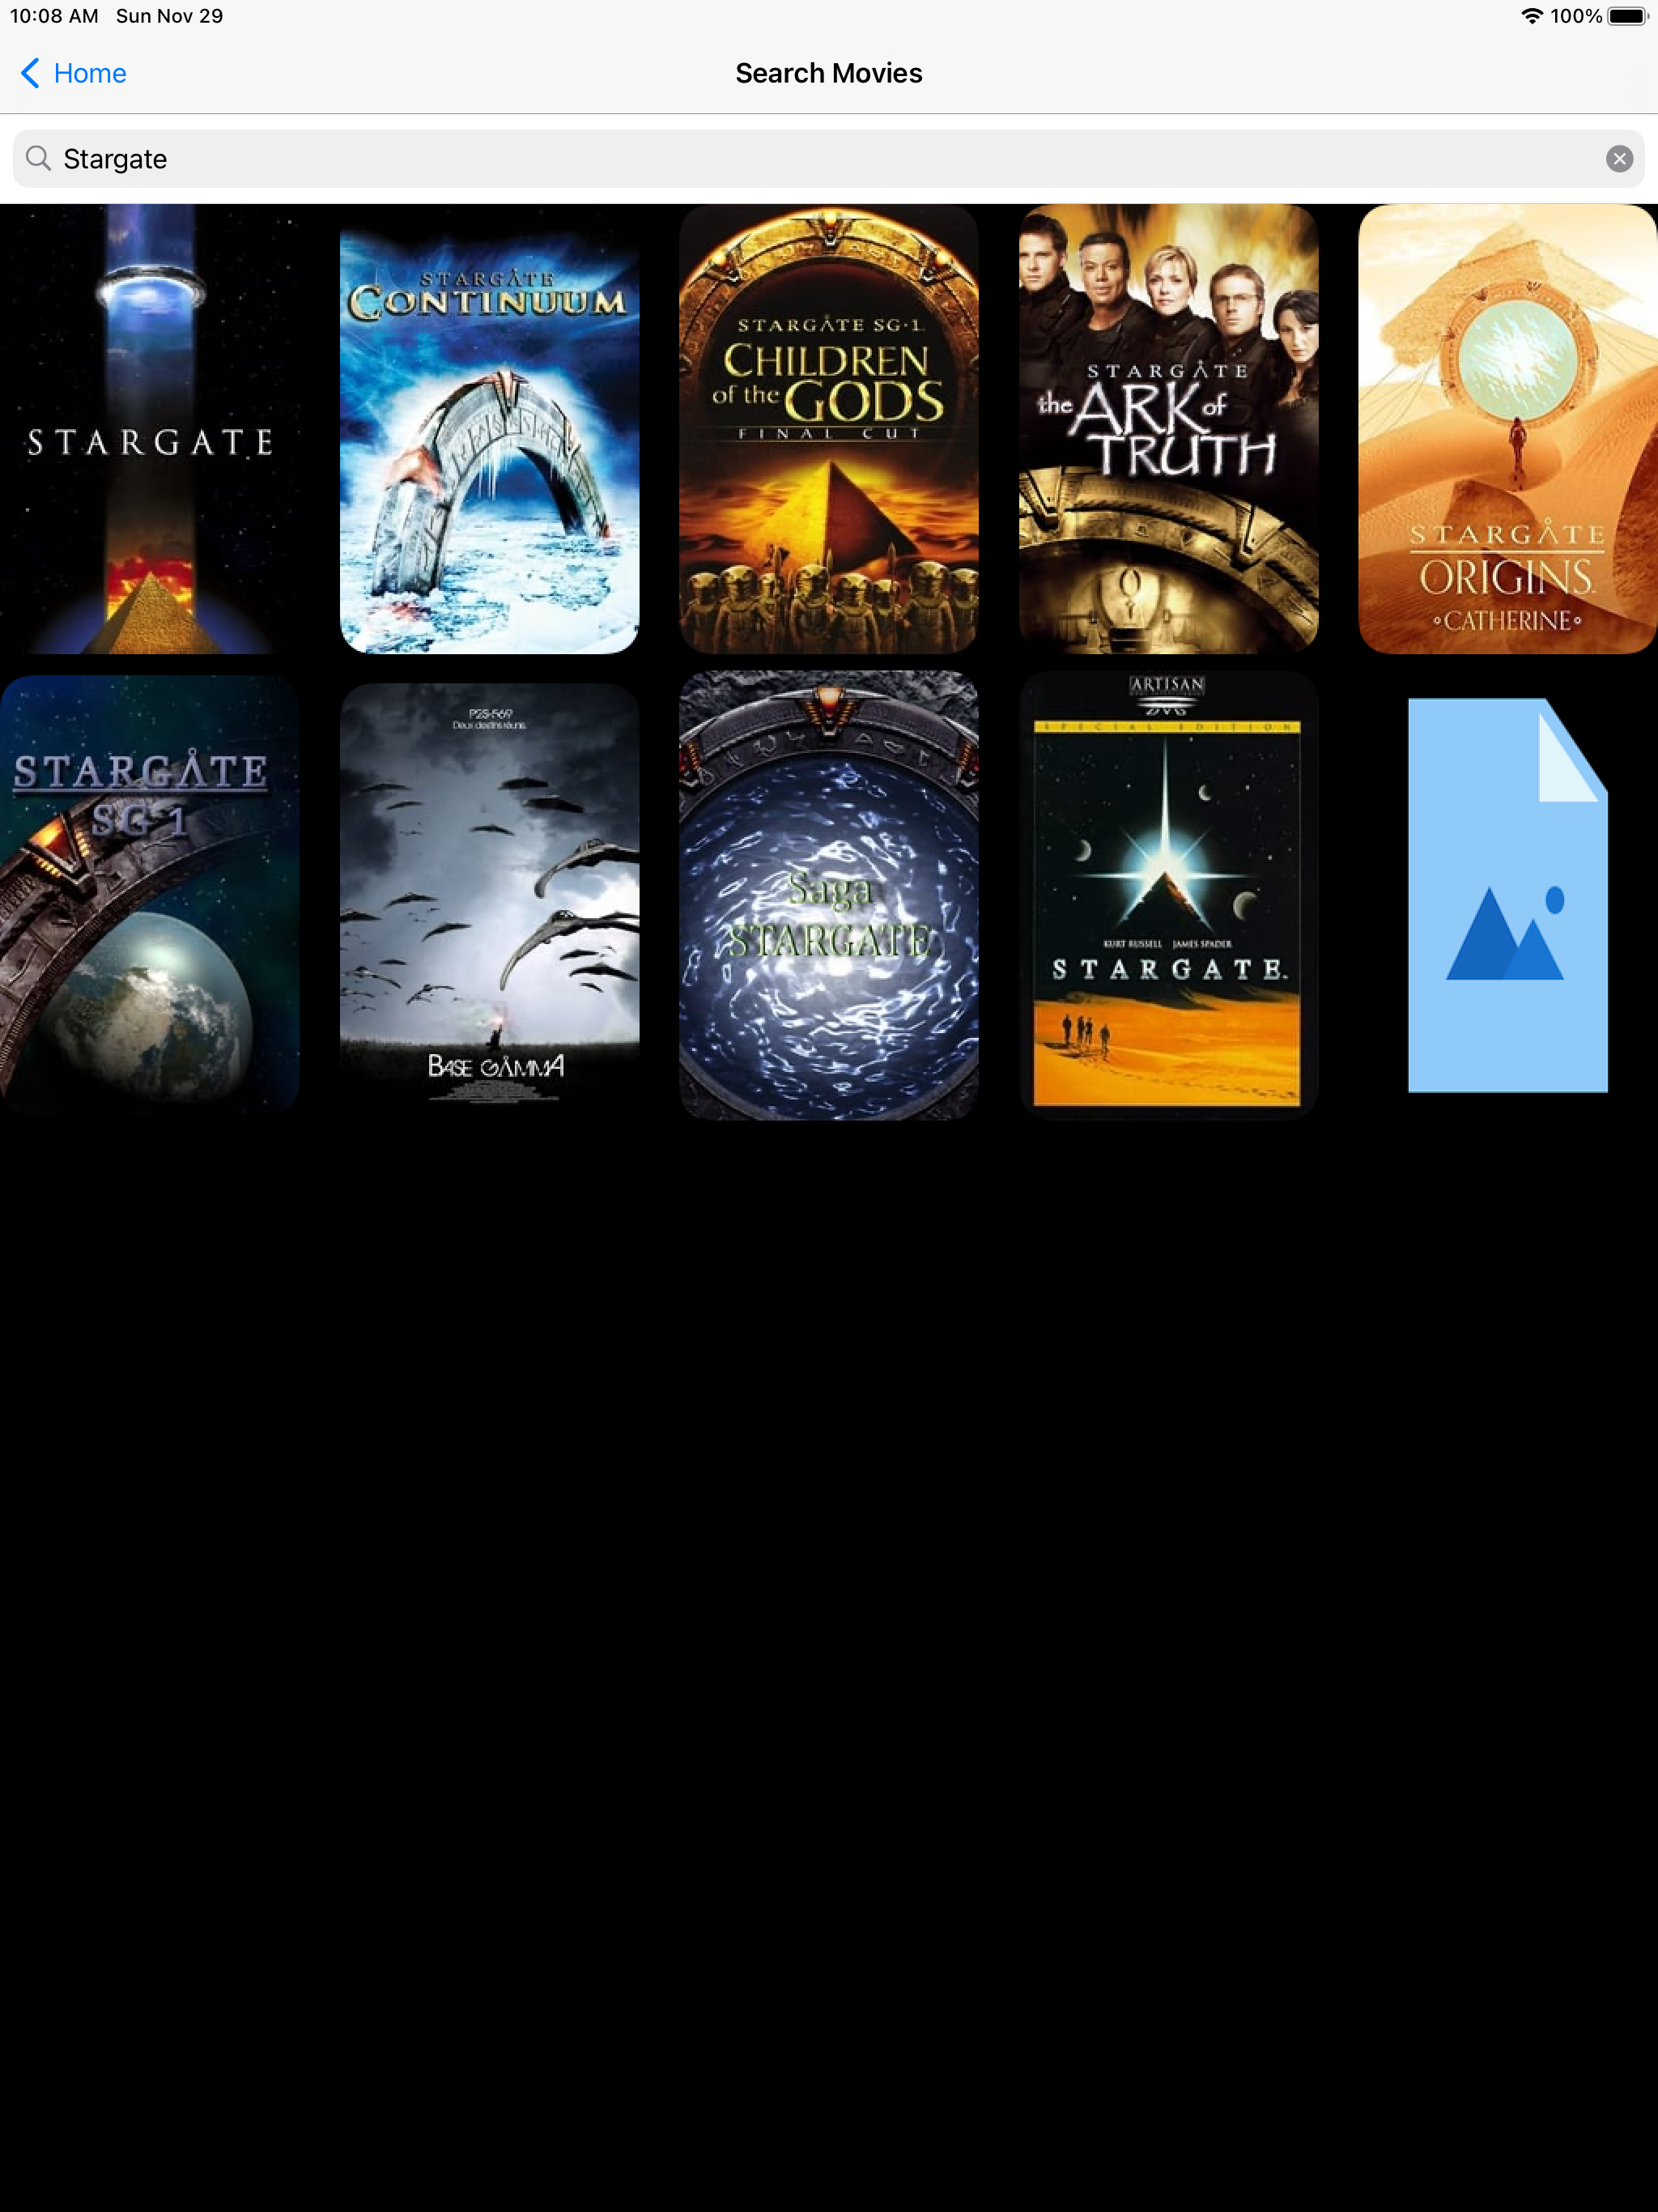 10:08 AM Sun Nov 29
100%
Home
Search Movies
Stargate
STARGATE
STARGÅTE
CONTINUUM
STARGÅTE SG·1
CHILDREN
of the GODS
FINAL CUT
STARGÅTE
the ARK of
TRUTH
STARGÅTE
ORIGINS
CATHERINE
STARGÅTE
SG·1
P2S-569
Deux destins réunis.
BASE GÅMMA
Saga
STARGATE
ARTISAN
SPECIAL EDITION
KURT RUSSELL JAMES SPADER
STARGATE